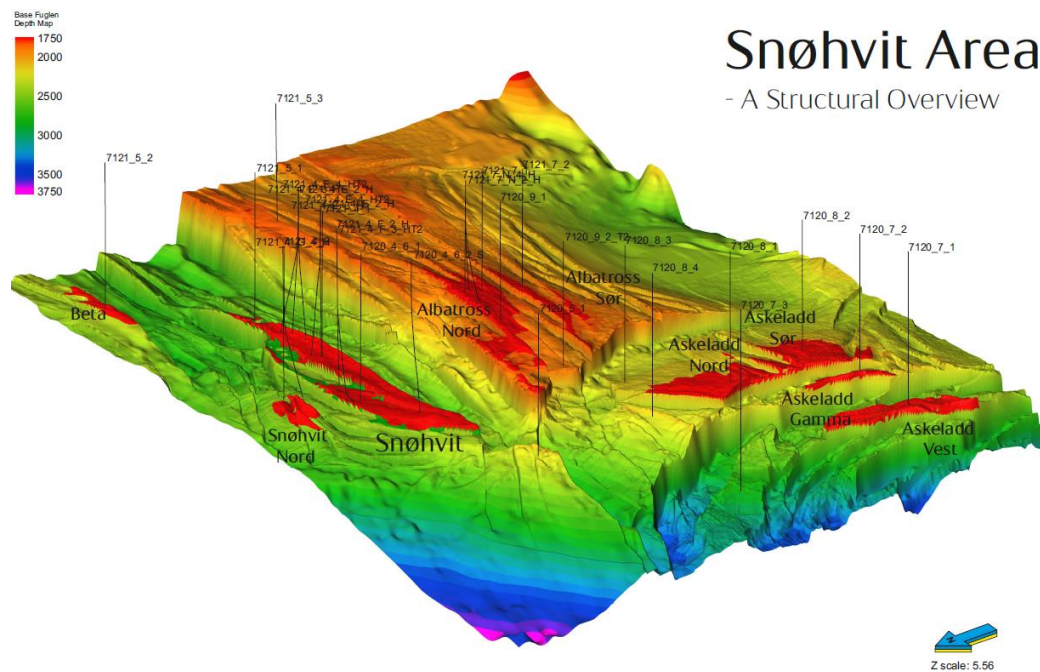 Base Fuglen
Depth Map
1750
2000
2500
3000
3500
3750
Snøhvit Area
- A Structural Overview
7121_5_3
7121_5_2
7121_5_1
7121_7_2
7120_9_1
7120_8_2
7120_7_2
7120_7_1
7120_9_2_T2
7120_8_3
7120_8_1
7120_8_4
7121_4_E_2_H
7120_4_6_1
7120_7_3
Beta
Albatross
Nord
Albatross
Sør
Askeladd
Nord
Askeladd
Sør
Askeladd
Gamma
Askeladd
Vest
Snøhvit
Nord
Snøhvit
N
Z scale: 5.56